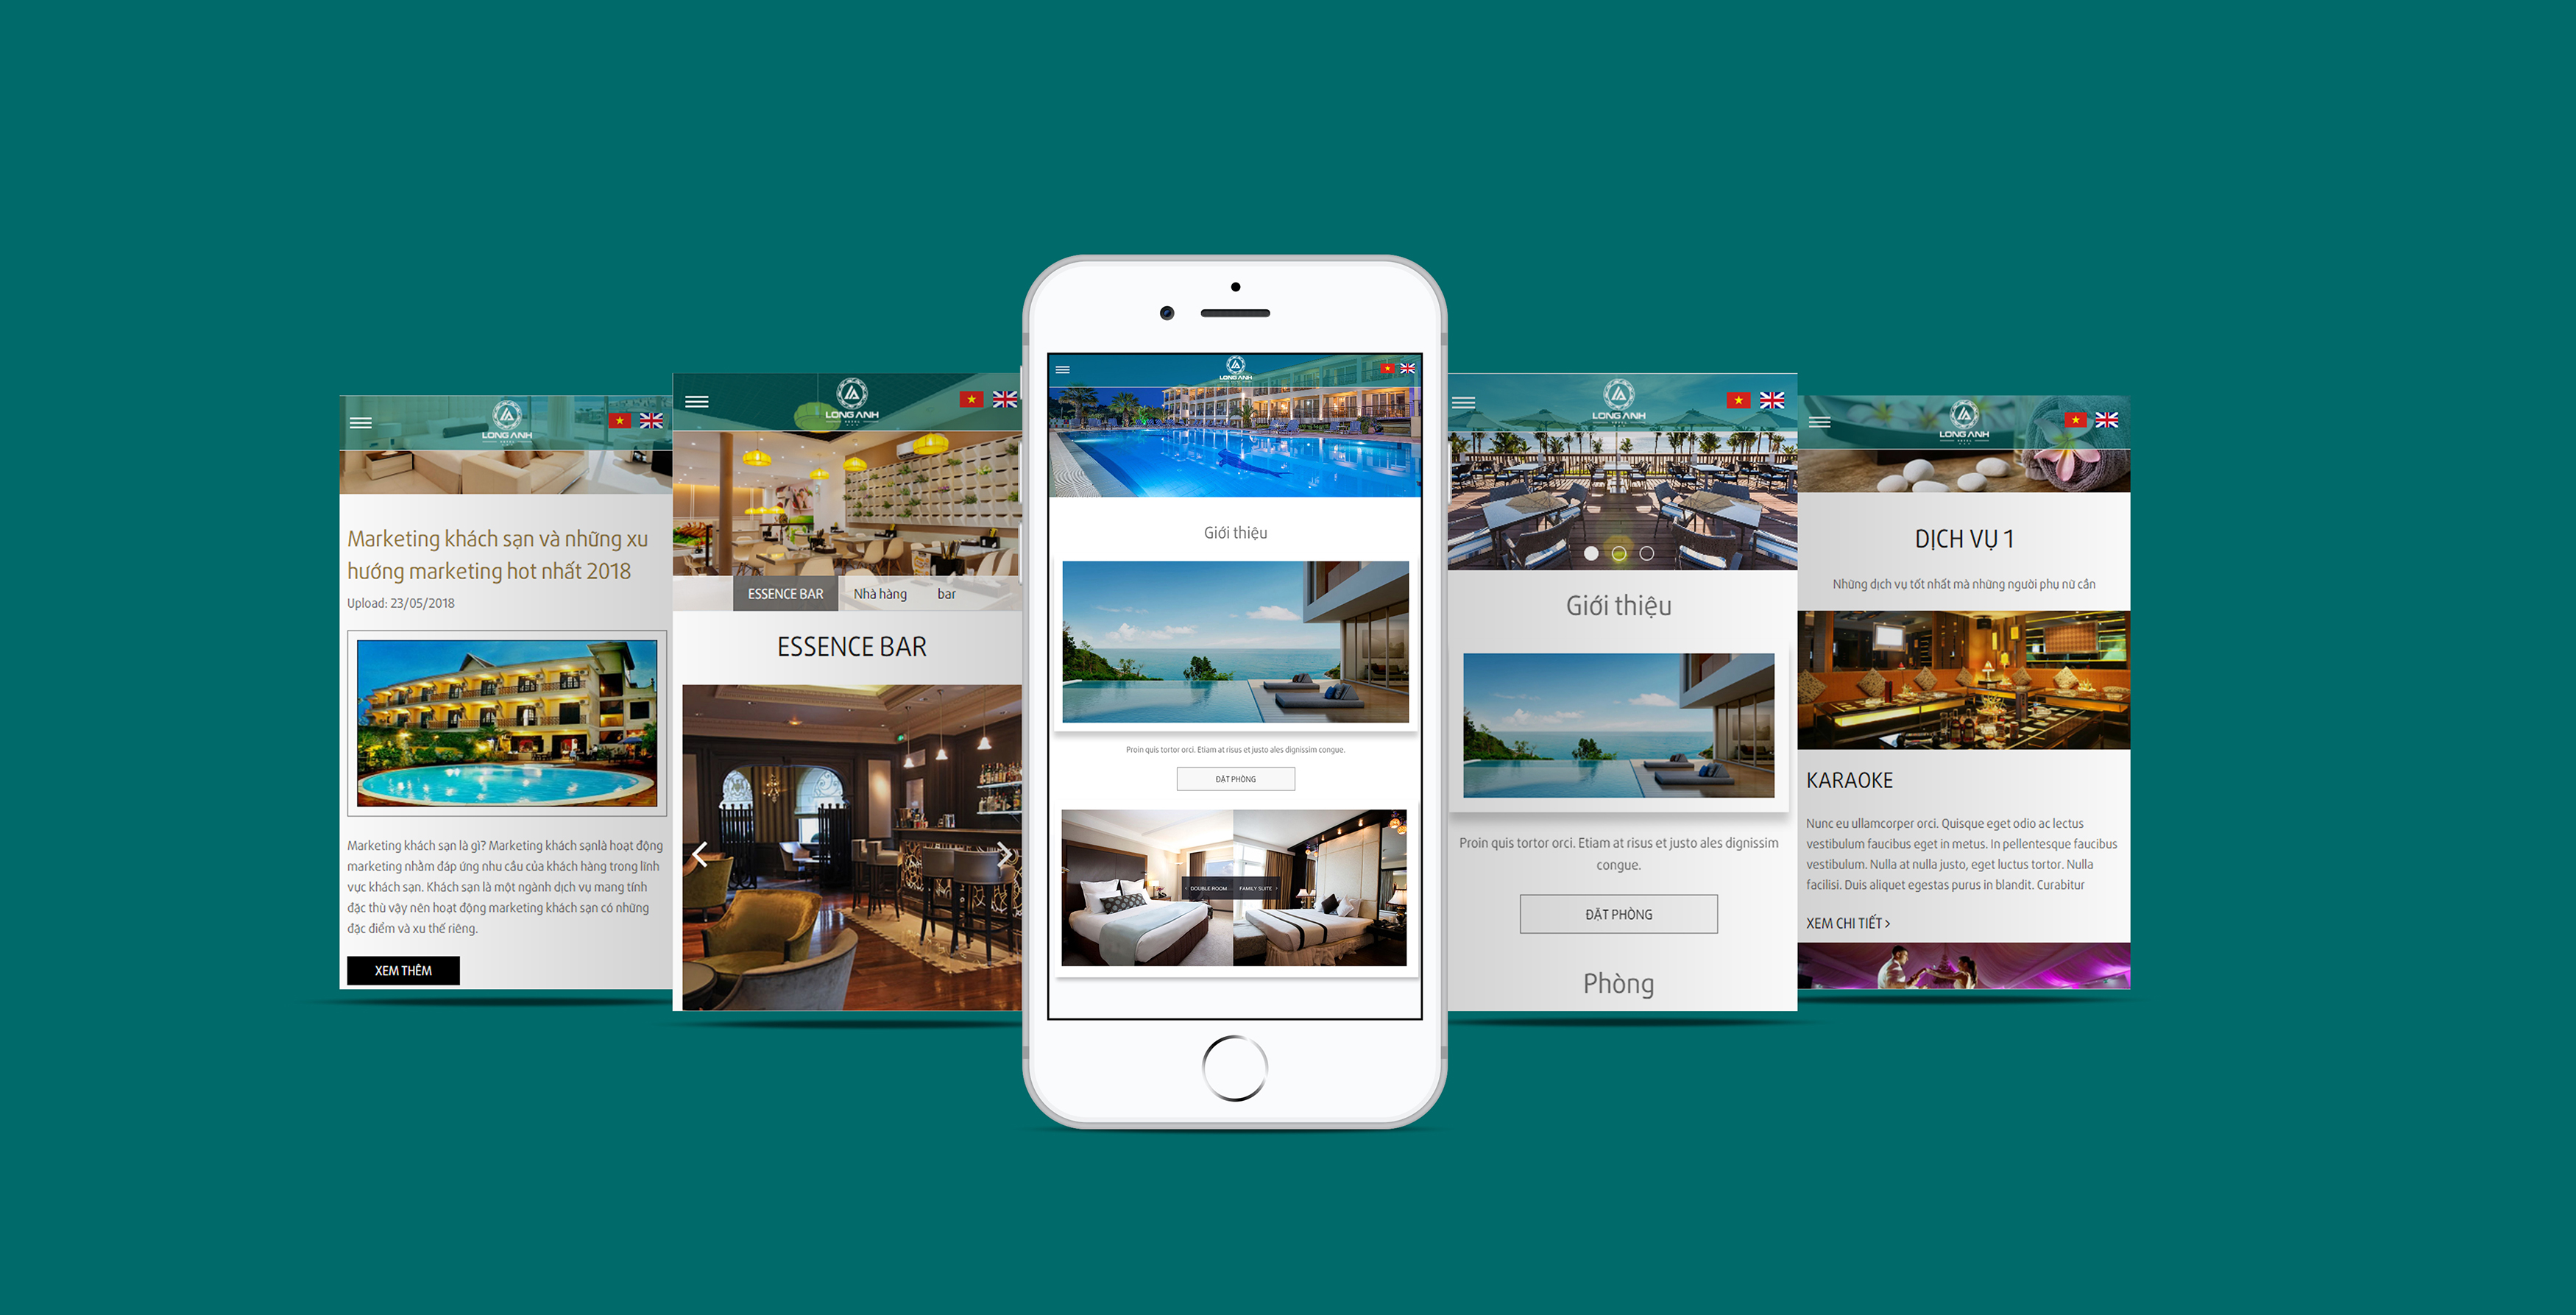 LONG ANH
HOTEL
Marketing khách sạn và những xu
hướng marketing hot nhất 2018
Upload: 23/05/2018
Marketing khách sạn là gì? Marketing khách sạnlà hoạt động
marketing nhằm đáp ứng nhu cầu của khách hàng trong lĩnh
vực khách sạn. Khách sạn là một ngành dịch vụ mang tính
đặc thù vậy nên hoạt động marketing khách sạn có những
đặc điểm và xu thế riêng.
XEM THÊM
LONG ANH
HOTEL
ESSENCE BAR Nhà hàng bar
ESSENCE BAR
LONG ANH
Giới thiệu
Proin quis tortor orci. Etiam at risus et justo ales dignissim congue.
ĐẶT PHÒNG
‹ DOUBLE ROOM FAMILY SUITE ›
LONG ANH
HOTEL
Giới thiệu
Proin quis tortor orci. Etiam at risus et justo ales dignissim
congue.
ĐẶT PHÒNG
Phòng
LONG ANH
HOTEL
DỊCH VỤ 1
Những dịch vụ tốt nhất mà những người phụ nữ cần
KARAOKE
Nunc eu ullamcorper orci. Quisque eget odio ac lectus
vestibulum faucibus eget in metus. In pellentesque faucibus
vestibulum. Nulla at nulla justo, eget luctus tortor. Nulla
facilisi. Duis aliquet egestas purus in blandit. Curabitur
XEM CHI TIẾT ›